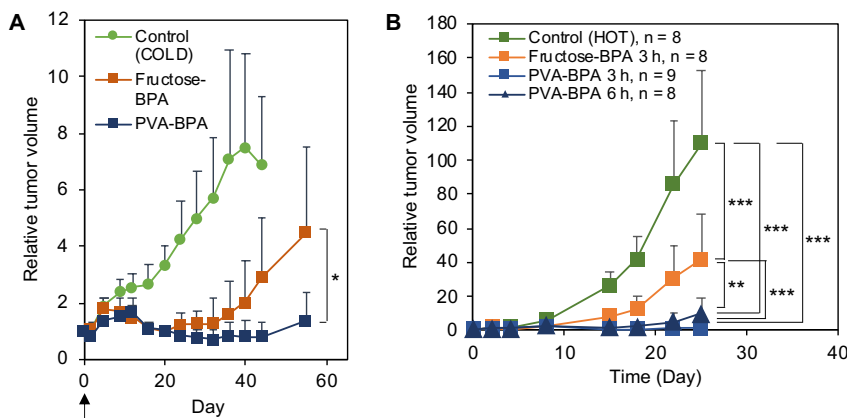 A
Relative tumor volume
12
10
8
6
4
2
0
Control
(COLD)
Fructose-
BPA
PVA-BPA
*
0
20
40
60
Day
B
Relative tumor volume
180
160
140
120
100
80
60
40
20
0
Control (HOT), n = 8
Fructose-BPA 3 h, n = 8
PVA-BPA 3 h, n = 9
PVA-BPA 6 h, n = 8
***
***
***
**
***
0
10
20
30
40
Time (Day)